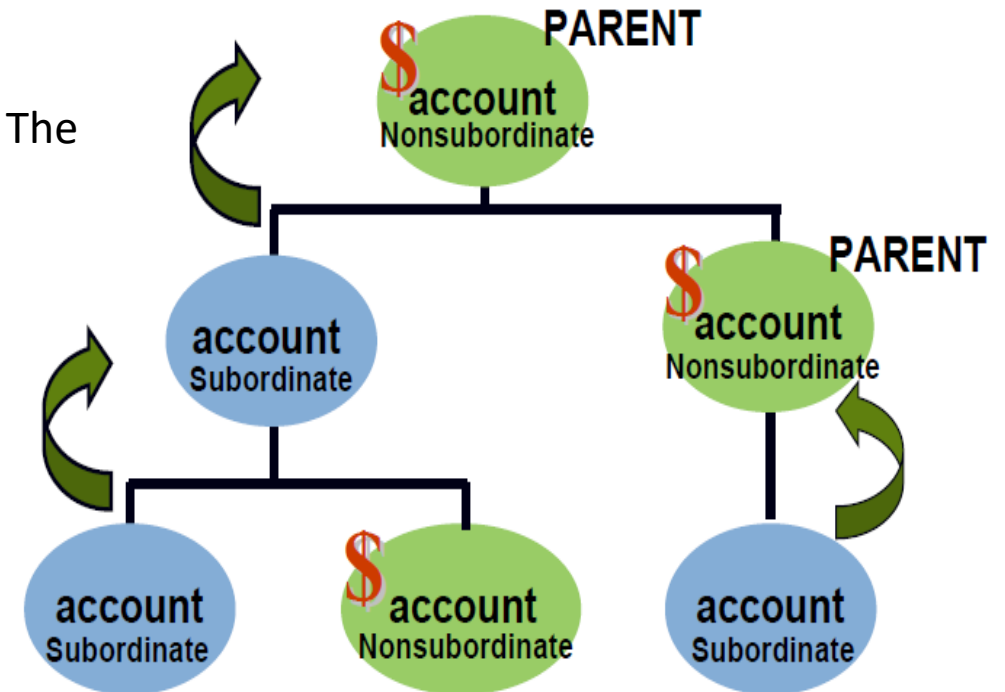 PARENT
$
account
Nonsubordinate
The
PARENT
$
account
Subordinate
account
Nonsubordinate
account
Subordinate
$
account
Nonsubordinate
account
Subordinate